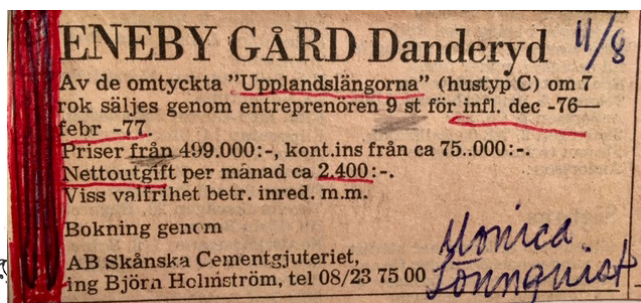 ENEBY GÅRD Danderyd 11/8
Av de omtyckta "Upplandslängorna" (hustyp C) om 7
rok säljes genom entreprenören 9 st för infl. dec -76—
febr -77.
Priser från 499.000:-, kont.ins från ca 75..000:-.
Nettoutgift per månad ca 2.400:-.
Viss valfrihet betr. inred. m.m.
Bokning genom
AB Skånska Cementgjuteriet,
ing Björn Holmström, tel 08/23 75 00
Monica
Lönnquist